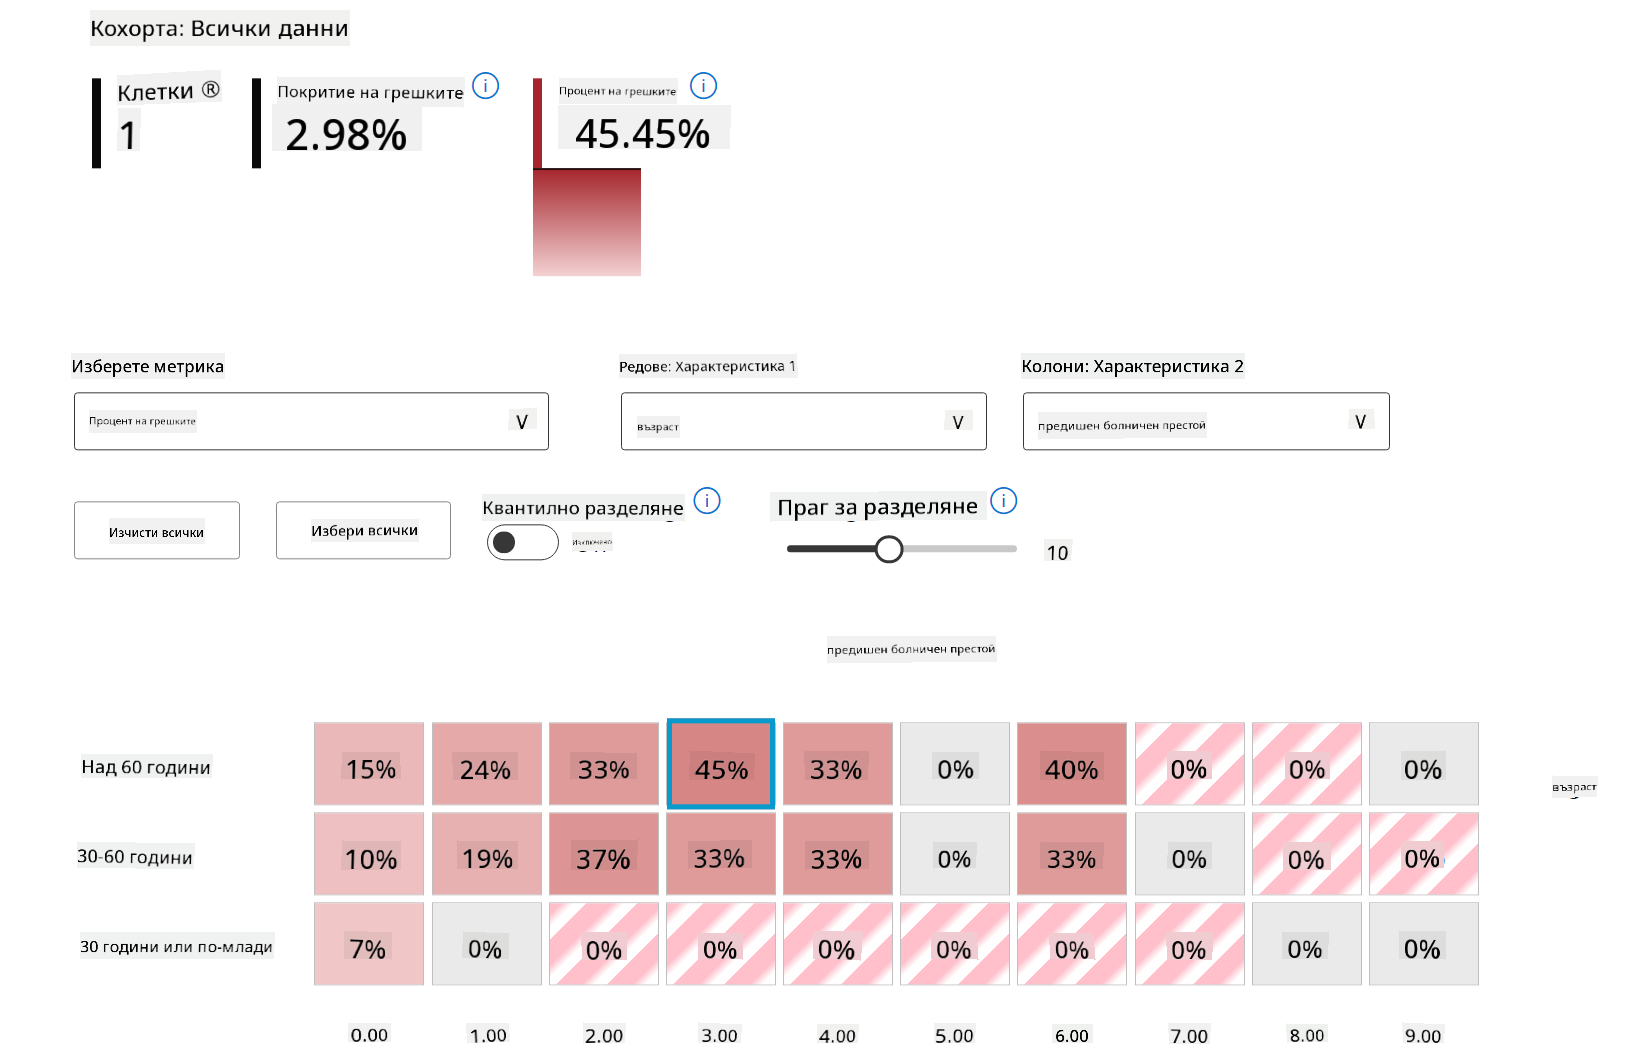 Кохорта: Всички данни
Клетки ®
1
Покритие на грешките
2.98%
Процент на грешките
45.45%
Изберете метрика
Процент на грешките
V
Редове: Характеристика 1
възраст
V
Колони: Характеристика 2
предишен болничен престой
V
Изчисти всички
Избери всички
Квантилно разделяне
Изключено
Праг за разделяне
10
предишен болничен престой
Над 60 години
15% 24% 33% 45% 33% 0% 40% 0% 0% 0%
възраст
30-60 години
10% 19% 37% 33% 33% 0% 33% 0% 0% 0%
30 години или по-млади
7% 0% 0% 0% 0% 0% 0% 0% 0% 0%
0.00 1.00 2.00 3.00 4.00 5.00 6.00 7.00 8.00 9.00